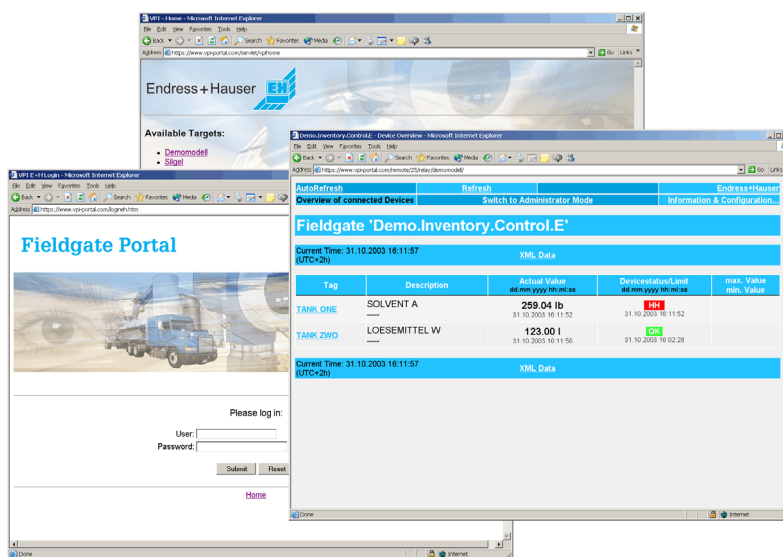 VPI - Home - Microsoft Internet Explorer
File Edit View Favorites Tools Help
Back Search Favorites Media
Address https://www.vpi-portal.com/servlet/vpihome Go Links
Endress+Hauser EH
Available Targets:
• Demomodell
• Silgel
VPI E+H Login - Microsoft Internet Explorer
File Edit View Favorites Tools Help
Back Search Favorites Media
Address https://www.vpi-portal.com/logineh.htm
Fieldgate Portal
Please log in:
User:
Password:
Submit Reset
Home
Done Internet
Demo.Inventory.Control.E - Device Overview - Microsoft Internet Explorer
File Edit View Favorites Tools Help
Back Search Favorites Media
Address https://www.vpi-portal.com/remote/25/relay/demomodell/ Go Links
AutoRefresh Refresh Endress+Hauser
Overview of connected Devices Switch to Administrator Mode Information & Configuration...
Fieldgate 'Demo.Inventory.Control.E'
Current Time: 31.10.2003 16:11:57
(UTC+2h) XML Data
Tag Description Actual Value Devicestatus/Limit max. Value
dd.mm.yyyy hh:mi:ss dd.mm.yyyy hh:mi:ss min. Value
TANK ONE SOLVENT A 259.04 lb HH
---- 31.10.2003 16:11:52 31.10.2003 16:11:52
TANK ZWO LOESEMITTEL W 123.00 l OK
---- 31.10.2003 16:11:56 31.10.2003 16:02:28
Current Time: 31.10.2003 16:11:57
(UTC+2h) XML Data
Done Internet